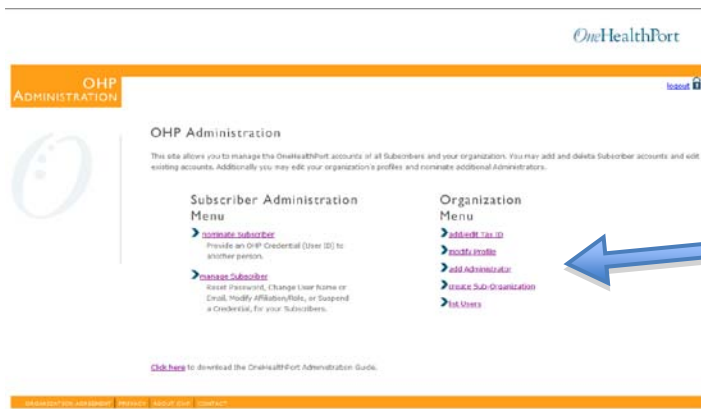 OneHealthPort
OHP
ADMINISTRATION
logout
OHP Administration
This site allows you to manage the OneHealthPort accounts of all Subscribers and your organization. You may add and delete Subscriber accounts and edit
existing accounts. Additionally you may edit your organization's profiles and nominate additional Administrators.
Subscriber Administration
Menu
nominate Subscriber
Provide an OHP Credential (User ID) to
another person.
manage Subscriber
Reset Password, Change User Name or
Email, Modify Affiliation/Role, or Suspend
a Credential, for your Subscribers.
Organization
Menu
add/edit Tax ID
modify Profile
add Administrator
create Sub-Organization
list Users
Click here to download the OneHealthPort Administration Guide.
ORGANIZATION AGREEMENT | PRIVACY | ABOUT OHP | CONTACT